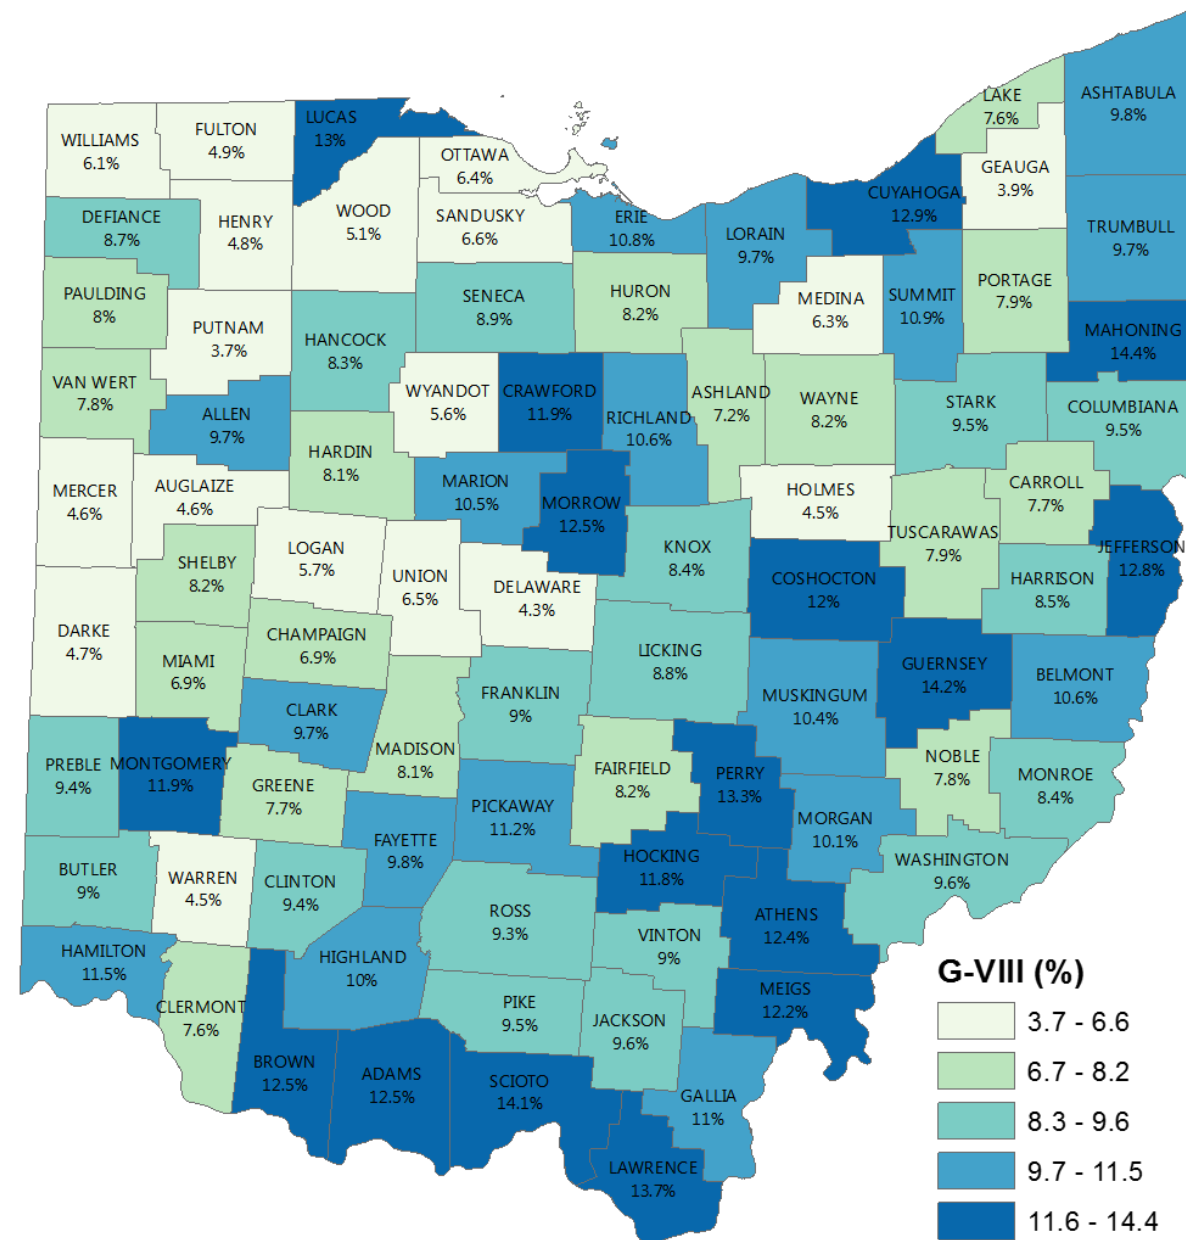 LAKE
7.6%
ASHTABULA
9.8%
LUCAS
13%
FULTON
4.9%
WILLIAMS
6.1%
OTTAWA
6.4%
GEAUGA
3.9%
CUYAHOGA
12.9%
DEFIANCE
8.7%
HENRY
4.8%
WOOD
5.1%
SANDUSKY
6.6%
ERIE
10.8%
LORAIN
9.7%
TRUMBULL
9.7%
PAULDING
8%
SENECA
8.9%
HURON
8.2%
MEDINA
6.3%
SUMMIT
10.9%
PORTAGE
7.9%
PUTNAM
3.7%
HANCOCK
8.3%
MAHONING
14.4%
VAN WERT
7.8%
ALLEN
9.7%
WYANDOT
5.6%
CRAWFORD
11.9%
RICHLAND
10.6%
ASHLAND
7.2%
WAYNE
8.2%
STARK
9.5%
COLUMBIANA
9.5%
HARDIN
8.1%
MERCER
4.6%
AUGLAIZE
4.6%
MARION
10.5%
MORROW
12.5%
HOLMES
4.5%
CARROLL
7.7%
TUSCARAWAS
7.9%
JEFFERSON
12.8%
SHELBY
8.2%
LOGAN
5.7%
UNION
6.5%
DELAWARE
4.3%
KNOX
8.4%
COSHOCTON
12%
HARRISON
8.5%
DARKE
4.7%
CHAMPAIGN
6.9%
MIAMI
6.9%
LICKING
8.8%
GUERNSEY
14.2%
BELMONT
10.6%
CLARK
9.7%
FRANKLIN
9%
MUSKINGUM
10.4%
MADISON
8.1%
PREBLE
9.4%
MONTGOMERY
11.9%
GREENE
7.7%
FAIRFIELD
8.2%
PERRY
13.3%
NOBLE
7.8%
MONROE
8.4%
PICKAWAY
11.2%
MORGAN
10.1%
FAYETTE
9.8%
HOCKING
11.8%
WASHINGTON
9.6%
BUTLER
9%
WARREN
4.5%
CLINTON
9.4%
ROSS
9.3%
ATHENS
12.4%
VINTON
9%
HAMILTON
11.5%
HIGHLAND
10%
MEIGS
12.2%
CLERMONT
7.6%
PIKE
9.5%
JACKSON
9.6%
BROWN
12.5%
ADAMS
12.5%
SCIOTO
14.1%
GALLIA
11%
LAWRENCE
13.7%
G-VIII (%)
3.7 - 6.6
6.7 - 8.2
8.3 - 9.6
9.7 - 11.5
11.6 - 14.4